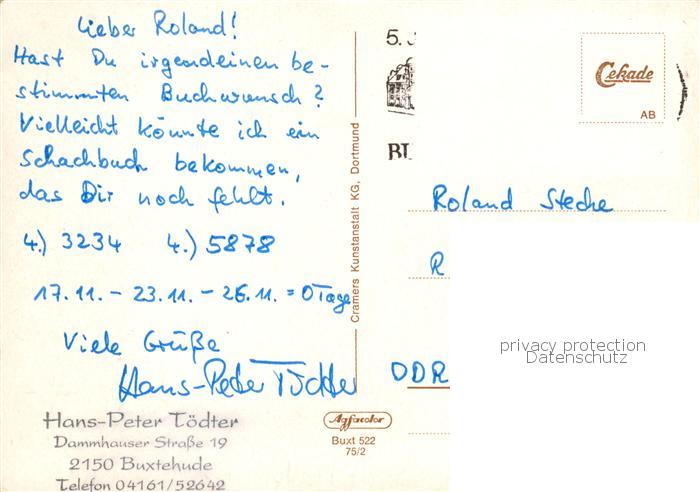 Lieber Roland!
Hast Du irgendeinen be-
stimmten Buchwunsch?
Vielleicht könnte ich ein
Schachbuch bekommen,
das Dir noch fehlt.
4.) 3234 4.) 5878
17.11. – 23.11. – 26.11. = 0 Tage
Viele Grüße
Hans-Peter Tödter
Hans-Peter Tödter
Dammhauser Straße 19
2150 Buxtehude
Telefon 04161/52642
Cramers Kunstanstalt KG, Dortmund
5.
BU
Cekade
AB
Roland Steche
R
privacy protection
Datenschutz
DDR
Agfacolor
Buxt 522
75/2